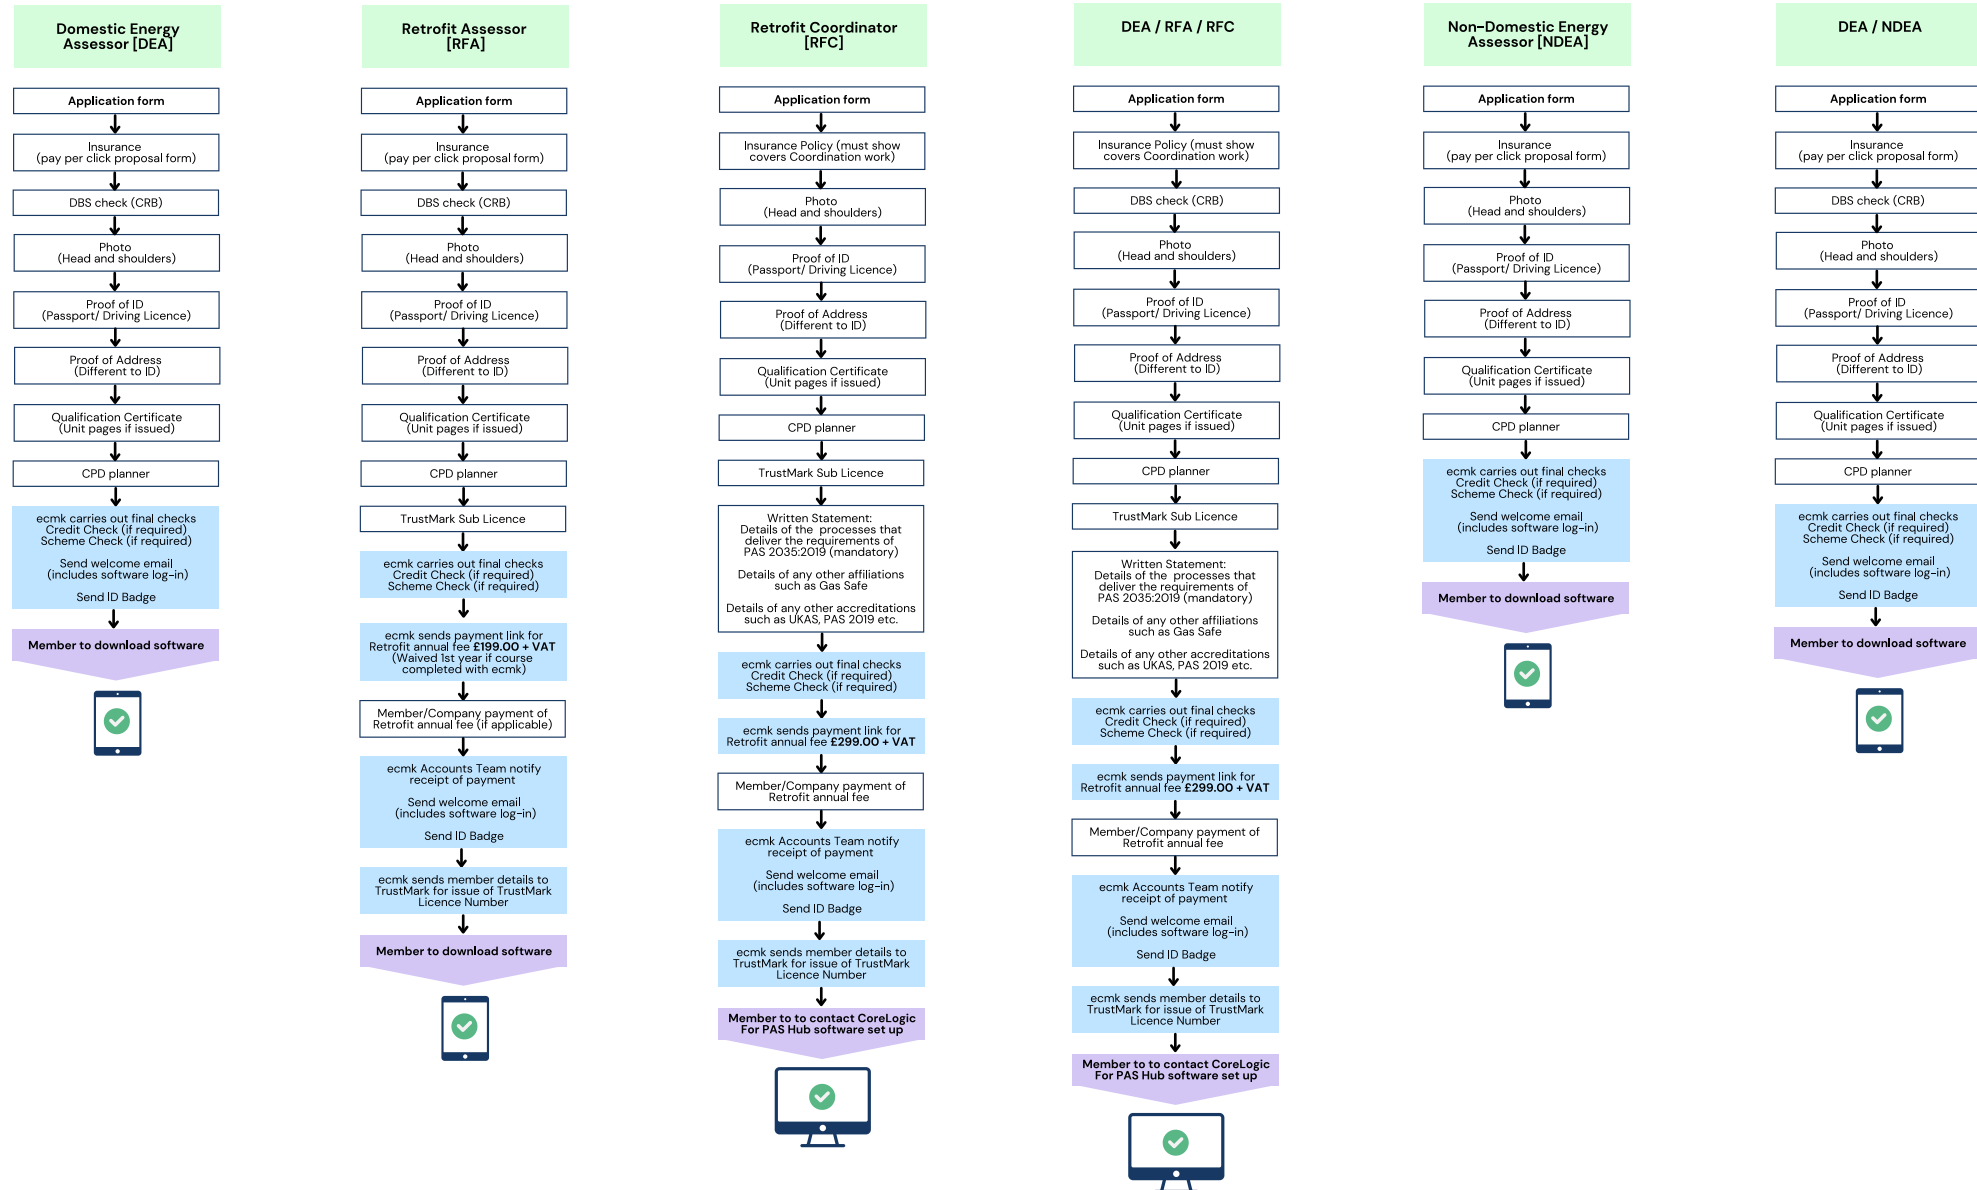 Domestic Energy
Assessor [DEA]
Application form
Insurance
(pay per click proposal form)
DBS check (CRB)
Photo
(Head and shoulders)
Proof of ID
(Passport/ Driving Licence)
Proof of Address
(Different to ID)
Qualification Certificate
(Unit pages if issued)
CPD planner
ecmk carries out final checks
Credit Check (if required)
Scheme Check (if required)
Send welcome email
(includes software log-in)
Send ID Badge
Member to download software
Retrofit Assessor
[RFA]
Application form
Insurance
(pay per click proposal form)
DBS check (CRB)
Photo
(Head and shoulders)
Proof of ID
(Passport/ Driving Licence)
Proof of Address
(Different to ID)
Qualification Certificate
(Unit pages if issued)
CPD planner
TrustMark Sub Licence
ecmk carries out final checks
Credit Check (if required)
Scheme Check (if required)
ecmk sends payment link for
Retrofit annual fee £199.00 + VAT
(Waived 1st year if course
completed with ecmk)
Member/Company payment of
Retrofit annual fee (if applicable)
ecmk Accounts Team notify
receipt of payment
Send welcome email
(includes software log-in)
Send ID Badge
ecmk sends member details to
TrustMark for issue of TrustMark
Licence Number
Member to download software
Retrofit Coordinator
[RFC]
Application form
Insurance Policy (must show
covers Coordination work)
Photo
(Head and shoulders)
Proof of ID
(Passport/ Driving Licence)
Proof of Address
(Different to ID)
Qualification Certificate
(Unit pages if issued)
CPD planner
TrustMark Sub Licence
Written Statement:
Details of the processes that
deliver the requirements of
PAS 2035:2019 (mandatory)
Details of any other affiliations
such as Gas Safe
Details of any other accreditations
such as UKAS, PAS 2019 etc.
ecmk carries out final checks
Credit Check (if required)
Scheme Check (if required)
ecmk sends payment link for
Retrofit annual fee £299.00 + VAT
Member/Company payment of
Retrofit annual fee
ecmk Accounts Team notify
receipt of payment
Send welcome email
(includes software log-in)
Send ID Badge
ecmk sends member details to
TrustMark for issue of TrustMark
Licence Number
Member to to contact CoreLogic
For PAS Hub software set up
DEA / RFA / RFC
Application form
Insurance Policy (must show
covers Coordination work)
DBS check (CRB)
Photo
(Head and shoulders)
Proof of ID
(Passport/ Driving Licence)
Proof of Address
(Different to ID)
Qualification Certificate
(Unit pages if issued)
CPD planner
TrustMark Sub Licence
Written Statement:
Details of the processes that
deliver the requirements of
PAS 2035:2019 (mandatory)
Details of any other affiliations
such as Gas Safe
Details of any other accreditations
such as UKAS, PAS 2019 etc.
ecmk carries out final checks
Credit Check (if required)
Scheme Check (if required)
ecmk sends payment link for
Retrofit annual fee £299.00 + VAT
Member/Company payment of
Retrofit annual fee
ecmk Accounts Team notify
receipt of payment
Send welcome email
(includes software log-in)
Send ID Badge
ecmk sends member details to
TrustMark for issue of TrustMark
Licence Number
Member to to contact CoreLogic
For PAS Hub software set up
Non-Domestic Energy
Assessor [NDEA]
Application form
Insurance
(pay per click proposal form)
Photo
(Head and shoulders)
Proof of ID
(Passport/ Driving Licence)
Proof of Address
(Different to ID)
Qualification Certificate
(Unit pages if issued)
CPD planner
ecmk carries out final checks
Credit Check (if required)
Scheme Check (if required)
Send welcome email
(includes software log-in)
Send ID Badge
Member to download software
DEA / NDEA
Application form
Insurance
(pay per click proposal form)
DBS check (CRB)
Photo
(Head and shoulders)
Proof of ID
(Passport/ Driving Licence)
Proof of Address
(Different to ID)
Qualification Certificate
(Unit pages if issued)
CPD planner
ecmk carries out final checks
Credit Check (if required)
Scheme Check (if required)
Send welcome email
(includes software log-in)
Send ID Badge
Member to download software